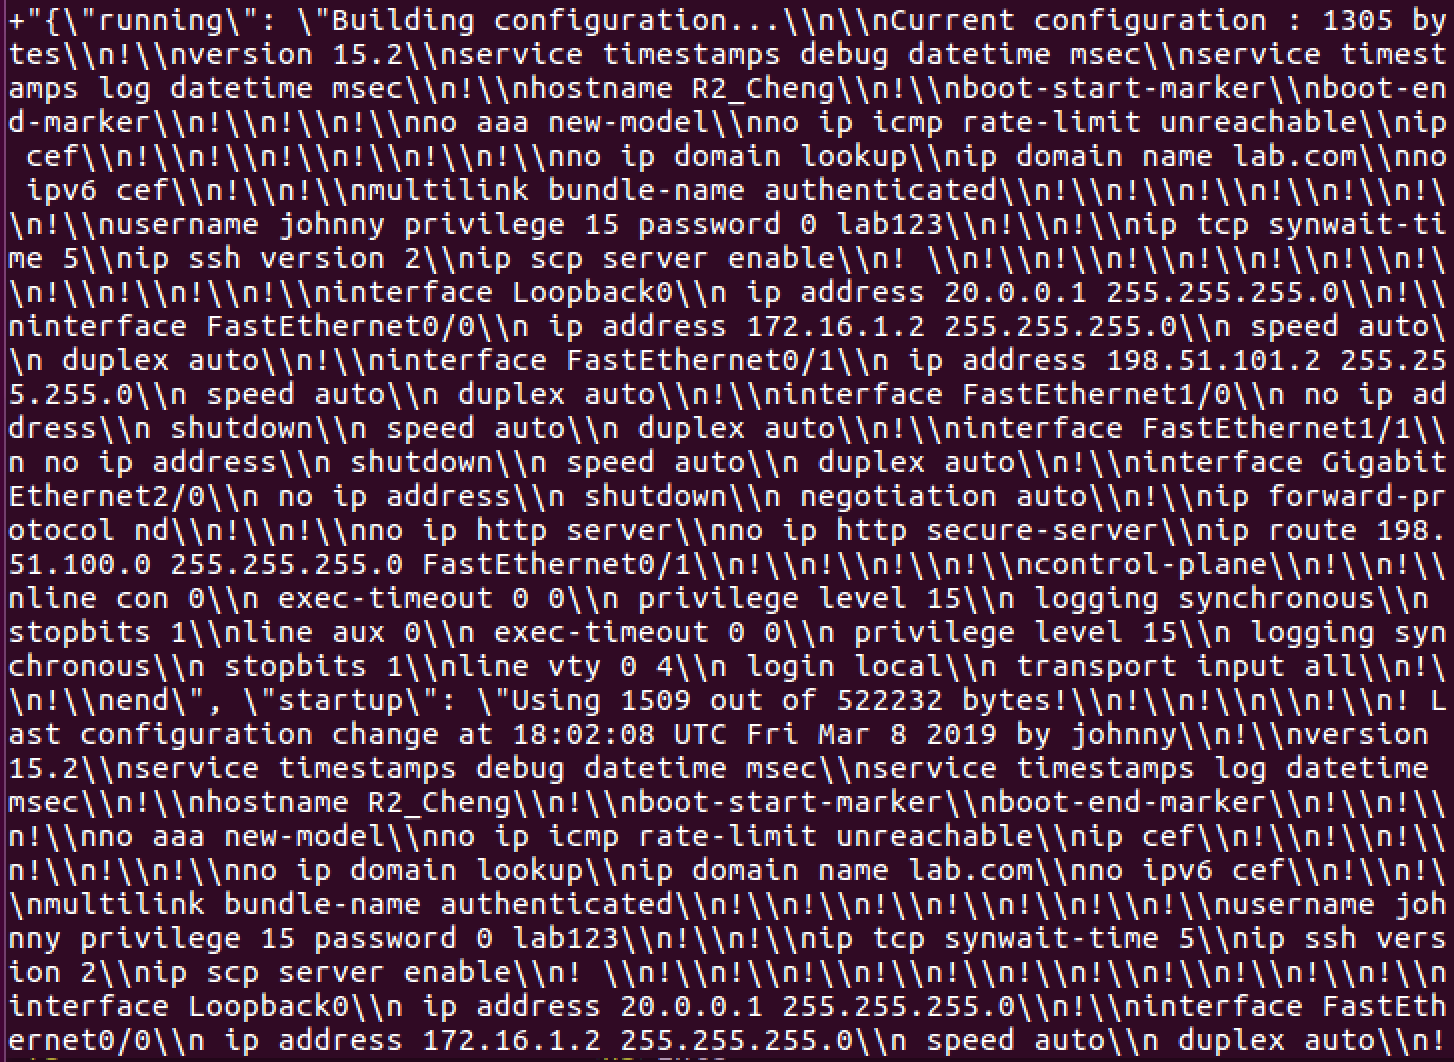 +"{\"running\": \"Building configuration...\\n\\nCurrent configuration : 1305 by
tes\\n!\\nversion 15.2\\nservice timestamps debug datetime msec\\nservice timest
amps log datetime msec\\n!\\nhostname R2_Cheng\\n!\\nboot-start-marker\\nboot-en
d-marker\\n!\\n!\\n!\\nno aaa new-model\\nno ip icmp rate-limit unreachable\\nip
 cef\\n!\\n!\\n!\\n!\\n!\\n!\\nno ip domain lookup\\nip domain name lab.com\\nno
 ipv6 cef\\n!\\n!\\nmultilink bundle-name authenticated\\n!\\n!\\n!\\n!\\n!\\n!\
\n!\\nusername johnny privilege 15 password 0 lab123\\n!\\n!\\nip tcp synwait-ti
me 5\\nip ssh version 2\\nip scp server enable\\n! \\n!\\n!\\n!\\n!\\n!\\n!\\n!\
\n!\\n!\\n!\\n!\\ninterface Loopback0\\n ip address 20.0.0.1 255.255.255.0\\n!\\
ninterface FastEthernet0/0\\n ip address 172.16.1.2 255.255.255.0\\n speed auto\
\n duplex auto\\n!\\ninterface FastEthernet0/1\\n ip address 198.51.101.2 255.25
5.255.0\\n speed auto\\n duplex auto\\n!\\ninterface FastEthernet1/0\\n no ip ad
dress\\n shutdown\\n speed auto\\n duplex auto\\n!\\ninterface FastEthernet1/1\\
n no ip address\\n shutdown\\n speed auto\\n duplex auto\\n!\\ninterface Gigabit
Ethernet2/0\\n no ip address\\n shutdown\\n negotiation auto\\n!\\nip forward-pr
otocol nd\\n!\\n!\\nno ip http server\\nno ip http secure-server\\nip route 198.
51.100.0 255.255.255.0 FastEthernet0/1\\n!\\n!\\n!\\n!\\ncontrol-plane\\n!\\n!\\
nline con 0\\n exec-timeout 0 0\\n privilege level 15\\n logging synchronous\\n
stopbits 1\\nline aux 0\\n exec-timeout 0 0\\n privilege level 15\\n logging syn
chronous\\n stopbits 1\\nline vty 0 4\\n login local\\n transport input all\\n!\
\n!\\nend\", \"startup\": \"Using 1509 out of 522232 bytes!\\n!\\n!\\n\\n!\\n! L
ast configuration change at 18:02:08 UTC Fri Mar 8 2019 by johnny\\n!\\nversion
15.2\\nservice timestamps debug datetime msec\\nservice timestamps log datetime
msec\\n!\\nhostname R2_Cheng\\n!\\nboot-start-marker\\nboot-end-marker\\n!\\n!\\
n!\\nno aaa new-model\\nno ip icmp rate-limit unreachable\\nip cef\\n!\\n!\\n!\\
n!\\n!\\n!\\nno ip domain lookup\\nip domain name lab.com\\nno ipv6 cef\\n!\\n!\
\nmultilink bundle-name authenticated\\n!\\n!\\n!\\n!\\n!\\n!\\n!\\nusername joh
nny privilege 15 password 0 lab123\\n!\\n!\\nip tcp synwait-time 5\\nip ssh vers
ion 2\\nip scp server enable\\n! \\n!\\n!\\n!\\n!\\n!\\n!\\n!\\n!\\n!\\n!\\n!\\n
interface Loopback0\\n ip address 20.0.0.1 255.255.255.0\\n!\\ninterface FastEth
ernet0/0\\n ip address 172.16.1.2 255.255.255.0\\n speed auto\\n duplex auto\\n!